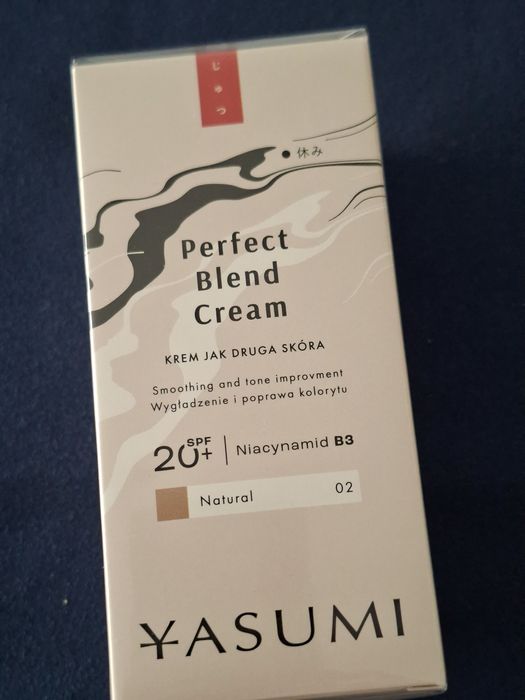 じ
ゅ
つ
休み
Perfect
Blend
Cream
KREM JAK DRUGA SKÓRA
Smoothing and tone improvment
Wygładzenie i poprawa kolorytu
SPF
20+ | Niacynamid B3
Natural 02
YASUMI